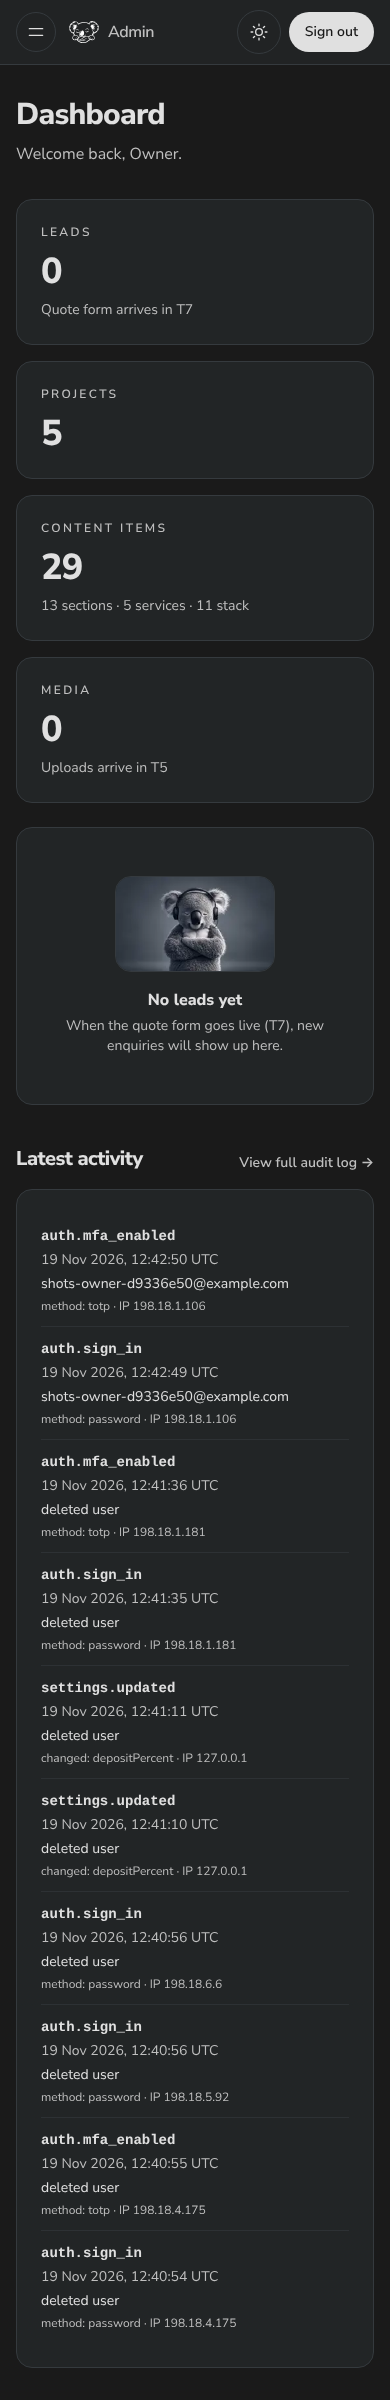 Admin
Sign out
Dashboard
Welcome back, Owner.
LEADS
0
Quote form arrives in T7
PROJECTS
5
CONTENT ITEMS
29
13 sections · 5 services · 11 stack
MEDIA
0
Uploads arrive in T5
No leads yet
When the quote form goes live (T7), new
enquiries will show up here.
Latest activity
View full audit log →
auth.mfa_enabled
19 Nov 2026, 12:42:50 UTC
shots-owner-d9336e50@example.com
method: totp · IP 198.18.1.106
auth.sign_in
19 Nov 2026, 12:42:49 UTC
shots-owner-d9336e50@example.com
method: password · IP 198.18.1.106
auth.mfa_enabled
19 Nov 2026, 12:41:36 UTC
deleted user
method: totp · IP 198.18.1.181
auth.sign_in
19 Nov 2026, 12:41:35 UTC
deleted user
method: password · IP 198.18.1.181
settings.updated
19 Nov 2026, 12:41:11 UTC
deleted user
changed: depositPercent · IP 127.0.0.1
settings.updated
19 Nov 2026, 12:41:10 UTC
deleted user
changed: depositPercent · IP 127.0.0.1
auth.sign_in
19 Nov 2026, 12:40:56 UTC
deleted user
method: password · IP 198.18.6.6
auth.sign_in
19 Nov 2026, 12:40:56 UTC
deleted user
method: password · IP 198.18.5.92
auth.mfa_enabled
19 Nov 2026, 12:40:55 UTC
deleted user
method: totp · IP 198.18.4.175
auth.sign_in
19 Nov 2026, 12:40:54 UTC
deleted user
method: password · IP 198.18.4.175